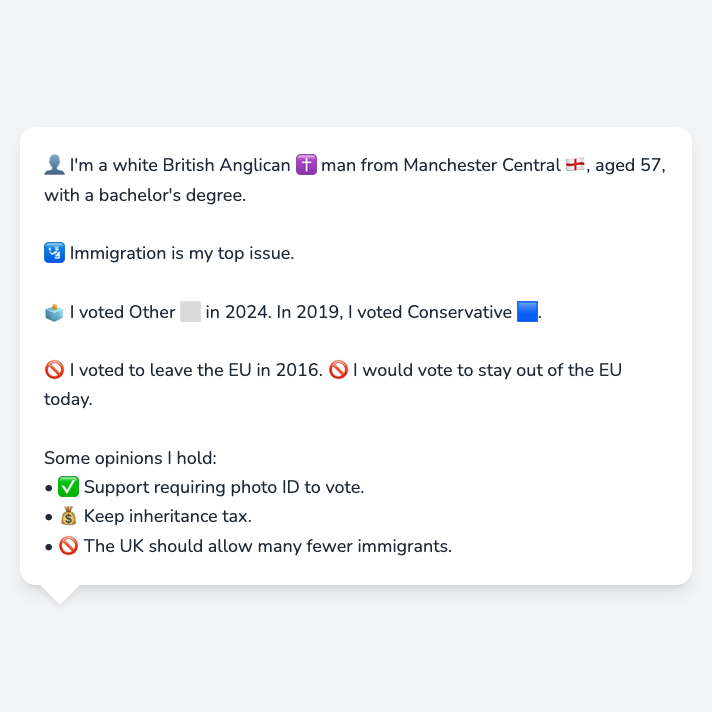 👤 I'm a white British Anglican ✝️ man from Manchester Central 🏴󠁧󠁢󠁥󠁮󠁧󠁿, aged 57,
with a bachelor's degree.
🛂 Immigration is my top issue.
🗳️ I voted Other ⬜ in 2024. In 2019, I voted Conservative 🟦.
🚫 I voted to leave the EU in 2016. 🚫 I would vote to stay out of the EU
today.
Some opinions I hold:
• ✅ Support requiring photo ID to vote.
• 💰 Keep inheritance tax.
• 🚫 The UK should allow many fewer immigrants.